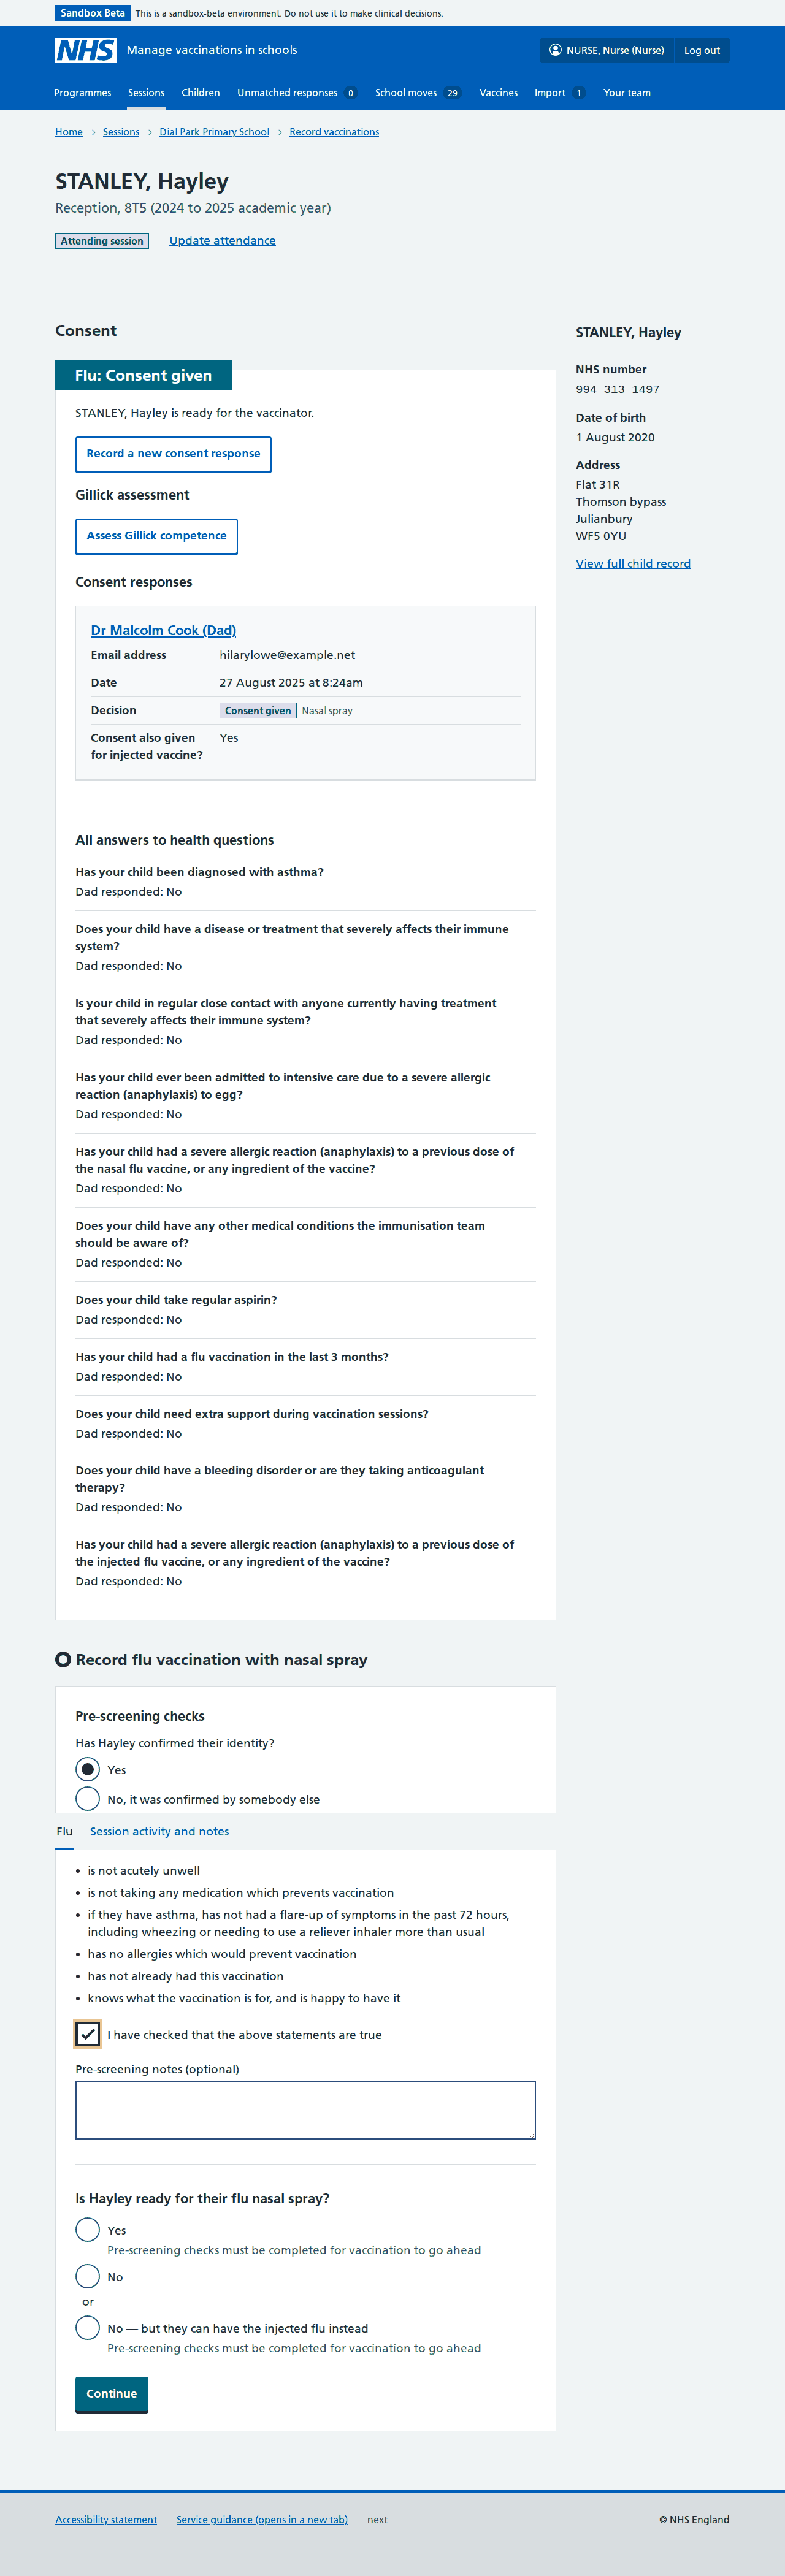 Sandbox Beta This is a sandbox-beta environment. Do not use it to make clinical decisions.
NHS Manage vaccinations in schools NURSE, Nurse (Nurse) Log out
Programmes Sessions Children Unmatched responses 0 School moves 29 Vaccines Import 1 Your team
Home Sessions Dial Park Primary School Record vaccinations
STANLEY, Hayley
Reception, 8T5 (2024 to 2025 academic year)
Attending session Update attendance
Consent
Flu: Consent given
STANLEY, Hayley is ready for the vaccinator.
Record a new consent response
Gillick assessment
Assess Gillick competence
Consent responses
Dr Malcolm Cook (Dad)
Email address hilarylowe@example.net
Date 27 August 2025 at 8:24am
Decision Consent given Nasal spray
Consent also given Yes
for injected vaccine?
All answers to health questions
Has your child been diagnosed with asthma?
Dad responded: No
Does your child have a disease or treatment that severely affects their immune
system?
Dad responded: No
Is your child in regular close contact with anyone currently having treatment
that severely affects their immune system?
Dad responded: No
Has your child ever been admitted to intensive care due to a severe allergic
reaction (anaphylaxis) to egg?
Dad responded: No
Has your child had a severe allergic reaction (anaphylaxis) to a previous dose of
the nasal flu vaccine, or any ingredient of the vaccine?
Dad responded: No
Does your child have any other medical conditions the immunisation team
should be aware of?
Dad responded: No
Does your child take regular aspirin?
Dad responded: No
Has your child had a flu vaccination in the last 3 months?
Dad responded: No
Does your child need extra support during vaccination sessions?
Dad responded: No
Does your child have a bleeding disorder or are they taking anticoagulant
therapy?
Dad responded: No
Has your child had a severe allergic reaction (anaphylaxis) to a previous dose of
the injected flu vaccine, or any ingredient of the vaccine?
Dad responded: No
STANLEY, Hayley
NHS number
994 313 1497
Date of birth
1 August 2020
Address
Flat 31R
Thomson bypass
Julianbury
WF5 0YU
View full child record
Record flu vaccination with nasal spray
Pre-screening checks
Has Hayley confirmed their identity?
Yes
No, it was confirmed by somebody else
Flu Session activity and notes
is not acutely unwell
is not taking any medication which prevents vaccination
if they have asthma, has not had a flare-up of symptoms in the past 72 hours,
including wheezing or needing to use a reliever inhaler more than usual
has no allergies which would prevent vaccination
has not already had this vaccination
knows what the vaccination is for, and is happy to have it
I have checked that the above statements are true
Pre-screening notes (optional)
Is Hayley ready for their flu nasal spray?
Yes
Pre-screening checks must be completed for vaccination to go ahead
No
or
No — but they can have the injected flu instead
Pre-screening checks must be completed for vaccination to go ahead
Continue
Accessibility statement Service guidance (opens in a new tab) next © NHS England